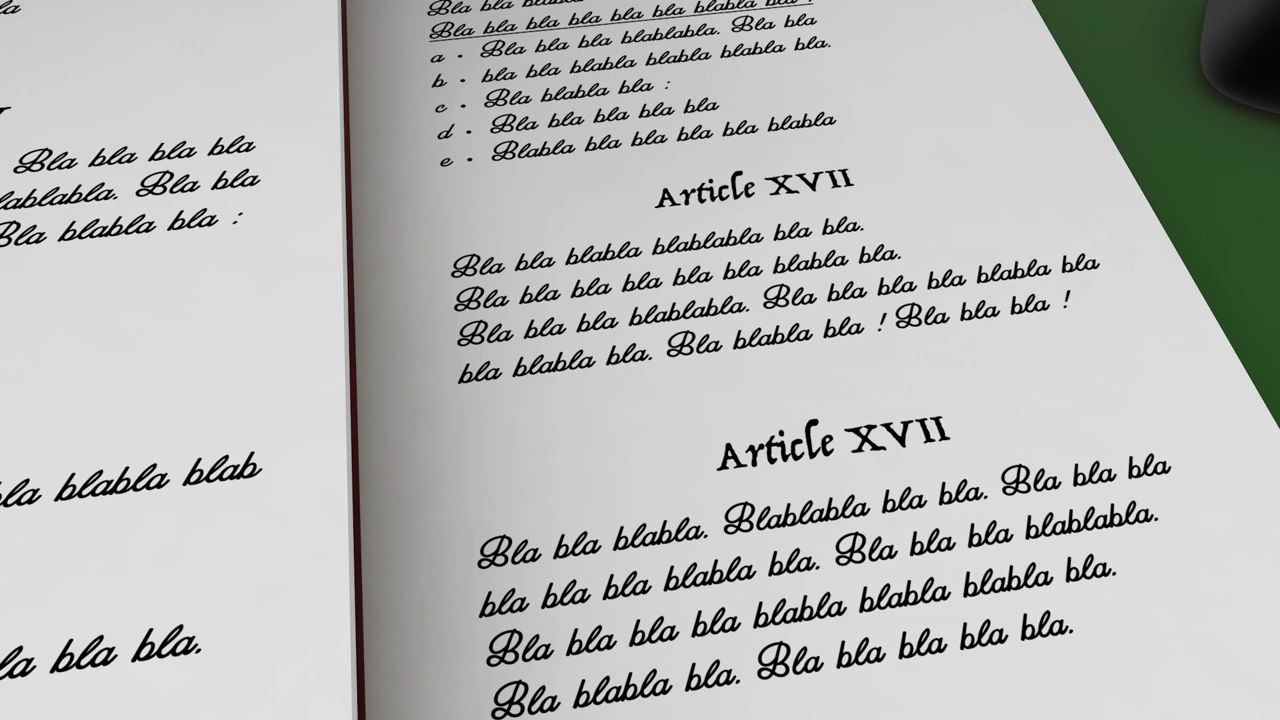 la
Bla bla bla bla
lablabla. Bla bla
Bla blabla bla :
la blabla blab
la bla bla.
Bla bla blabla
Bla bla bla bla bla bla blabla bla !
a - Bla bla bla blablabla. Bla bla
b - bla bla blabla blabla blabla bla.
c - Bla blabla bla :
d - Bla bla bla bla bla
e - Blabla bla bla bla bla blabla
Article XVII
Bla bla blabla blablabla bla bla.
Bla bla bla bla bla bla blabla bla.
Bla bla bla blablabla. Bla bla bla bla blabla bla
bla blabla bla. Bla blabla bla ! Bla bla bla !
Article XVII
Bla bla blabla. Blablabla bla bla. Bla bla bla
bla bla bla blabla bla. Bla bla bla blablabla.
Bla bla bla bla blabla blabla blabla bla.
Bla blabla bla. Bla bla bla bla bla.